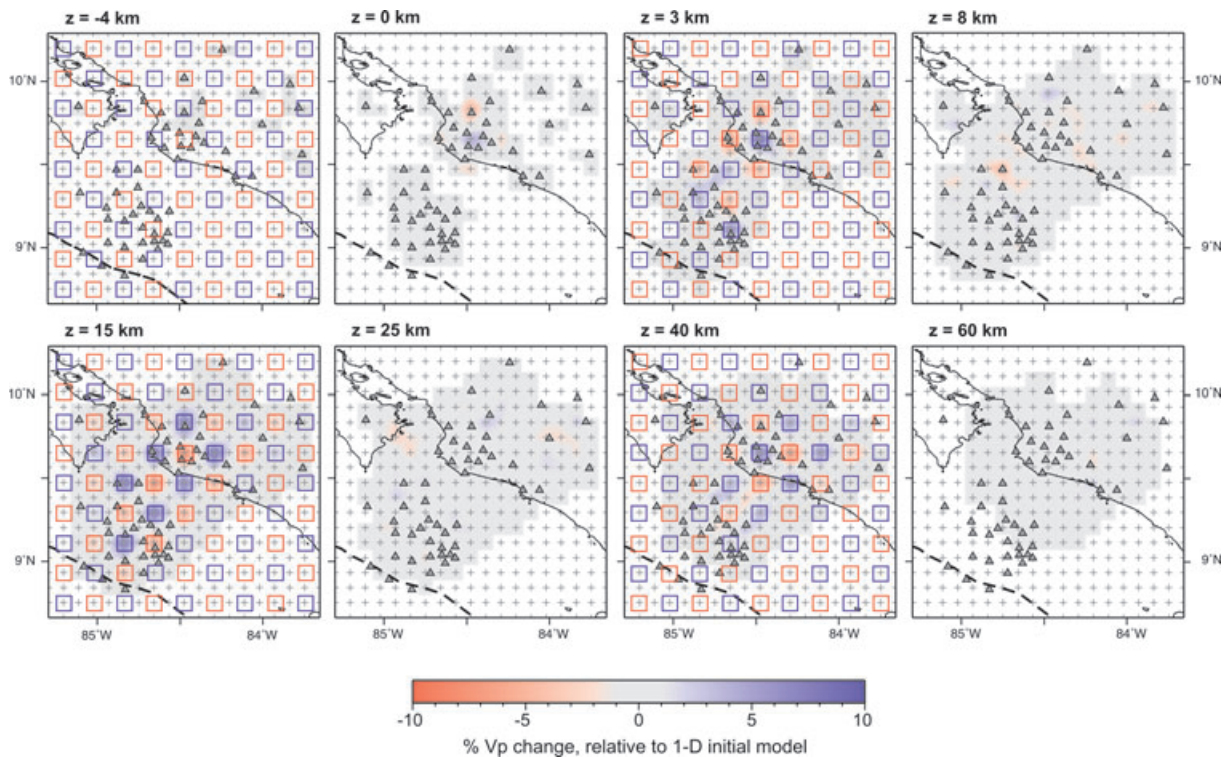 z = -4 km
z = 0 km
z = 3 km
z = 8 km
10°N
10°N
9°N
9°N
z = 15 km
z = 25 km
z = 40 km
z = 60 km
10°N
10°N
9°N
9°N
85°W
84°W
85°W
84°W
85°W
84°W
85°W
84°W
-10
-5
0
5
10
% Vp change, relative to 1-D initial model